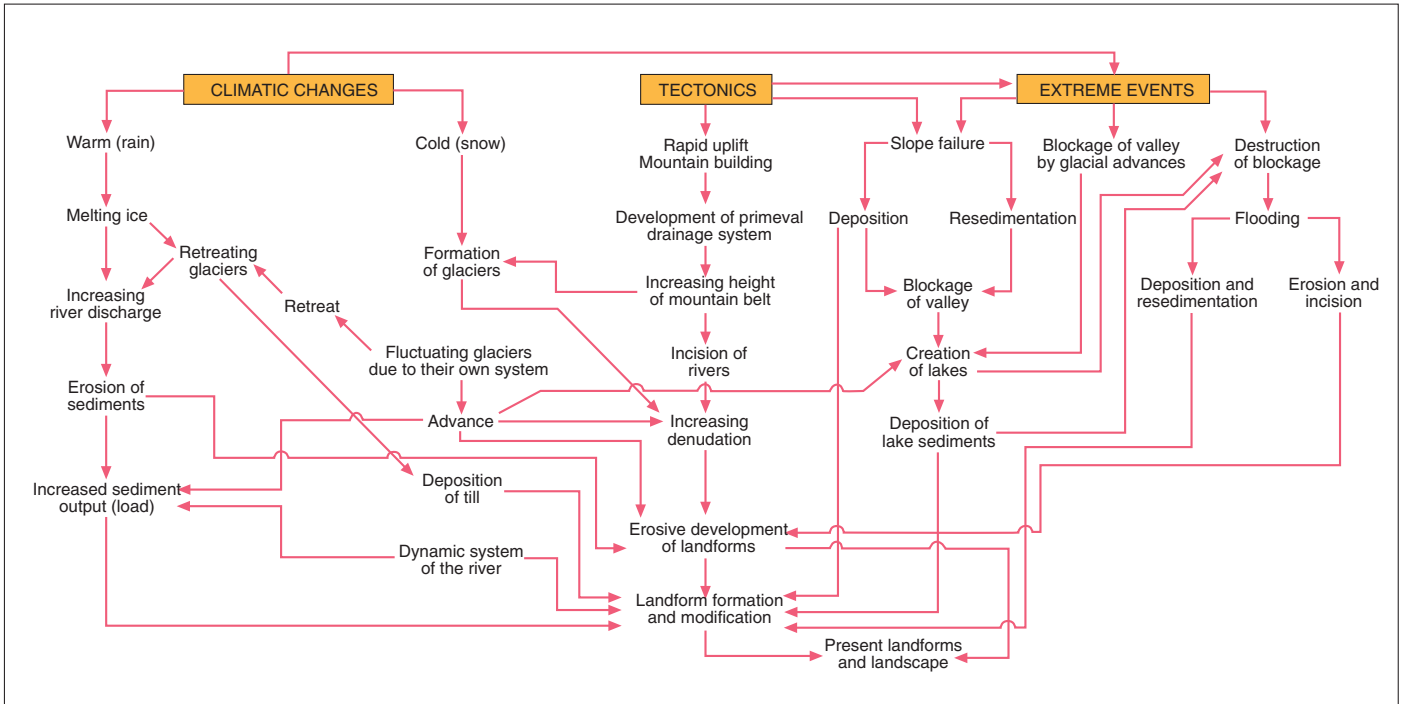 CLIMATIC CHANGES
TECTONICS
EXTREME EVENTS
Warm (rain)
Cold (snow)
Rapid uplift
Mountain building
Slope failure
Blockage of valley
by glacial advances
Destruction
of blockage
Melting ice
Development of primeval
drainage system
Deposition
Resedimentation
Flooding
Retreating
glaciers
Formation
of glaciers
Increasing
river discharge
Retreat
Increasing height
of mountain belt
Blockage
of valley
Deposition and
resedimentation
Erosion and
incision
Fluctuating glaciers
due to their own system
Incision of
rivers
Creation
of lakes
Erosion of
sediments
Advance
Increasing
denudation
Deposition of
lake sediments
Increased sediment
output (load)
Deposition
of till
Erosive development
of landforms
Dynamic system
of the river
Landform formation
and modification
Present landforms
and landscape